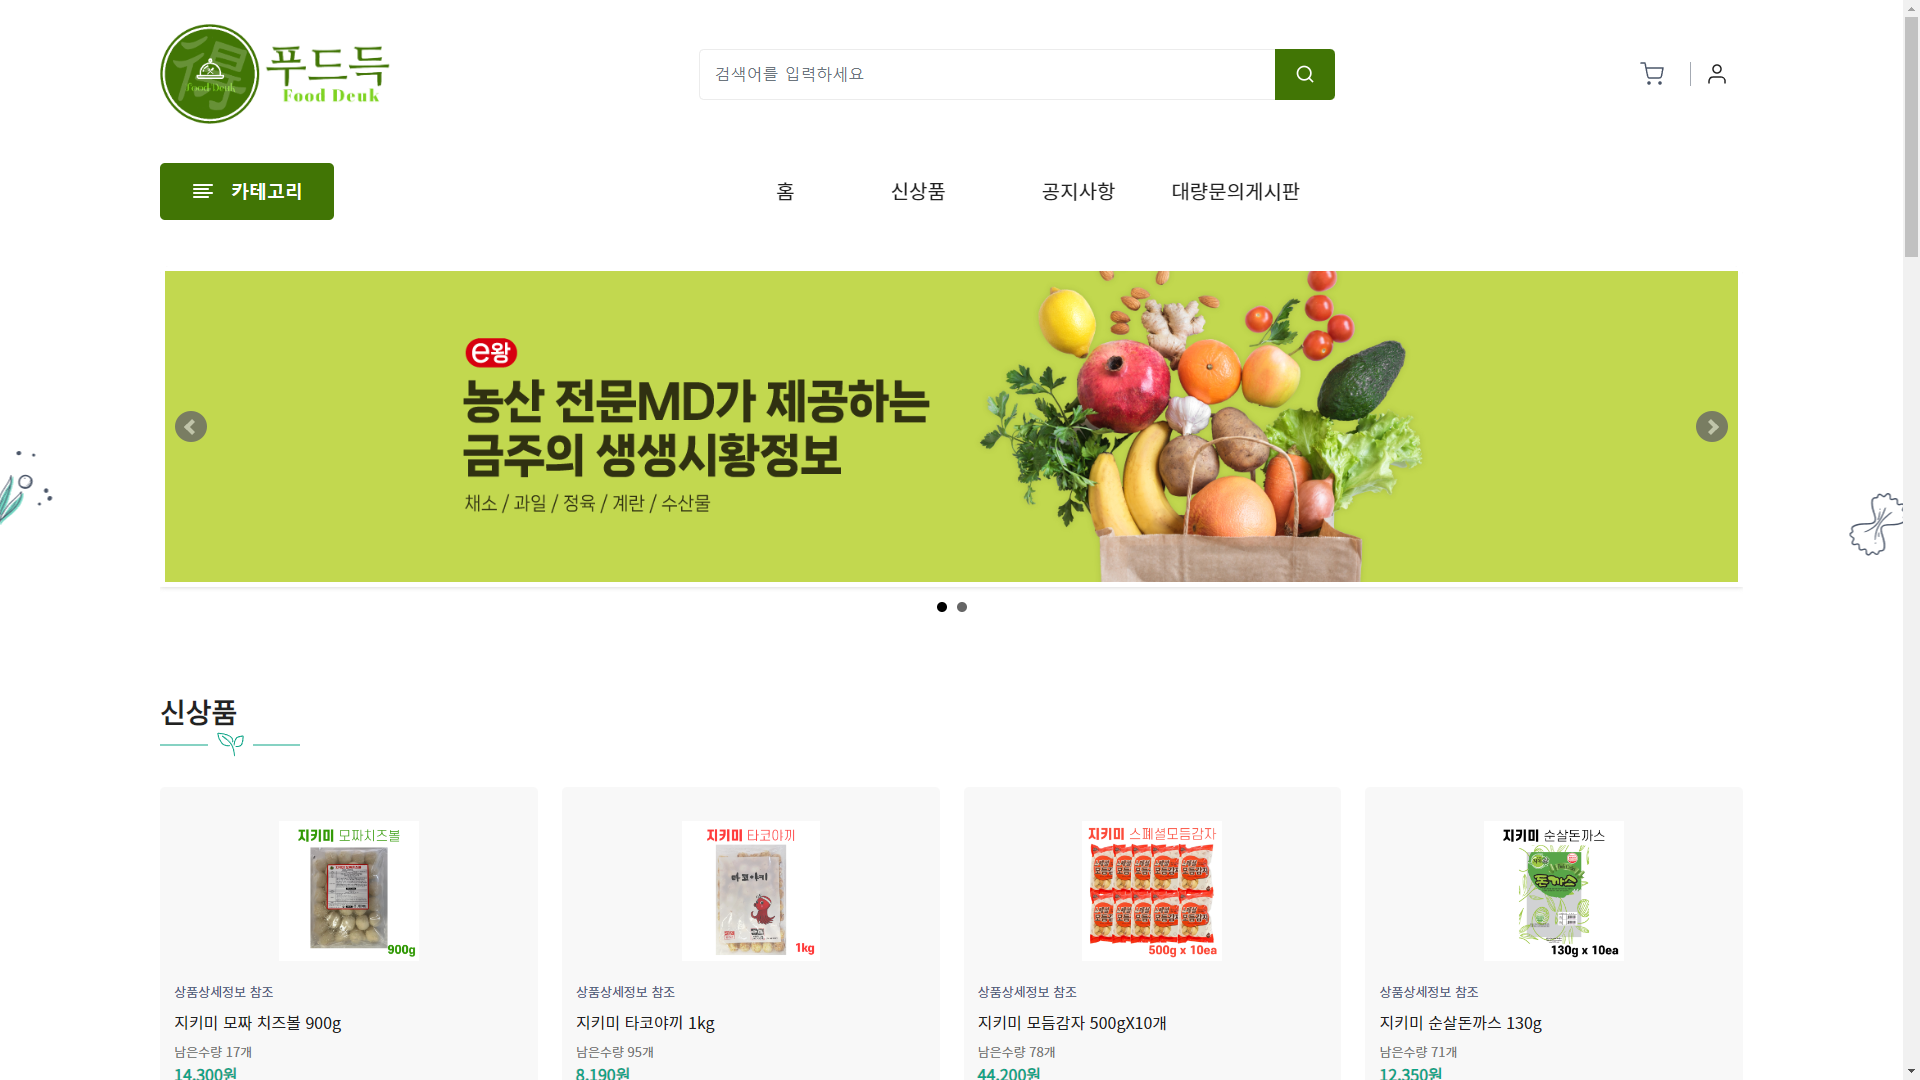 得
Food Deuk
푸드득
Food Deuk
검색어를 입력하세요
카테고리
홈
신상품
공지사항
대량문의게시판
e왕
농산 전문MD가 제공하는
금주의 생생시황정보
채소 / 과일 / 정육 / 계란 / 수산물
신상품
지키미 모짜치즈볼
900g
지키미 타코야끼
타코야키
1kg
지키미 스페셜모듬감자
500g x 10ea
지키미 순살돈까스
돈까스
130g x 10ea
상품상세정보 참조
지키미 모짜 치즈볼 900g
남은수량 17개
14,300원
상품상세정보 참조
지키미 타코야끼 1kg
남은수량 95개
8,190원
상품상세정보 참조
지키미 모듬감자 500gX10개
남은수량 78개
44,200원
상품상세정보 참조
지키미 순살돈까스 130g
남은수량 71개
12,350원